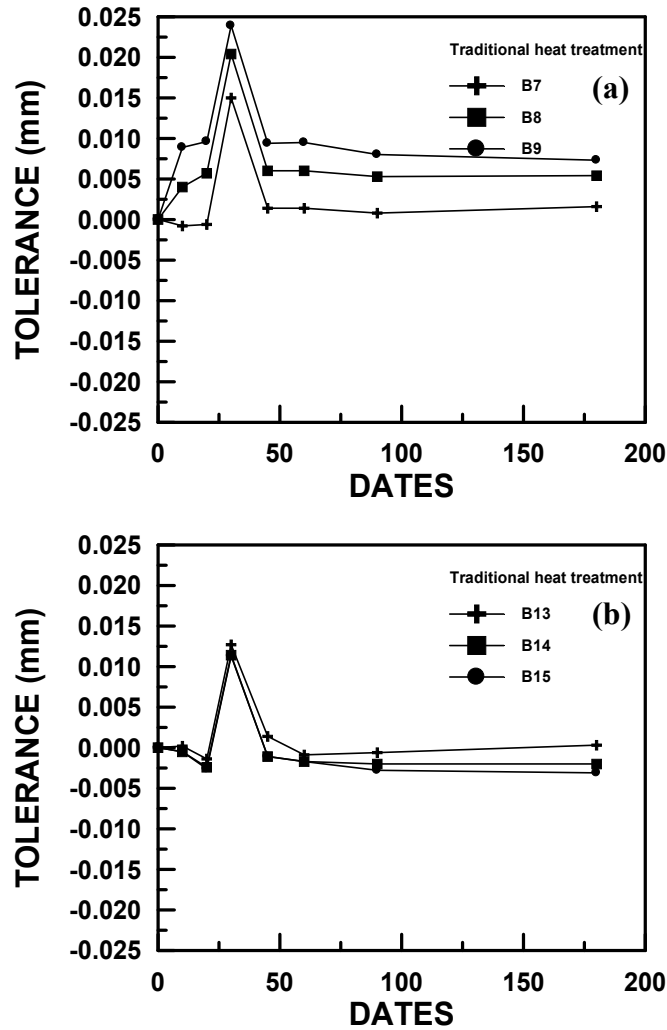 0.025
0.020
0.015
0.010
0.005
0.000
-0.005
-0.010
-0.015
-0.020
-0.025
TOLERANCE (mm)
Traditional heat treatment
B7
B8
B9
(a)
0 50 100 150 200
DATES
0.025
0.020
0.015
0.010
0.005
0.000
-0.005
-0.010
-0.015
-0.020
-0.025
TOLERANCE (mm)
Traditional heat treatment
B13
B14
B15
(b)
0 50 100 150 200
DATES